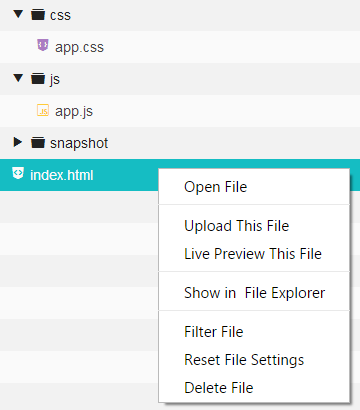 css
app.css
js
app.js
snapshot
index.html
Open File
Upload This File
Live Preview This File
Show in  File Explorer
Filter File
Reset File Settings
Delete File